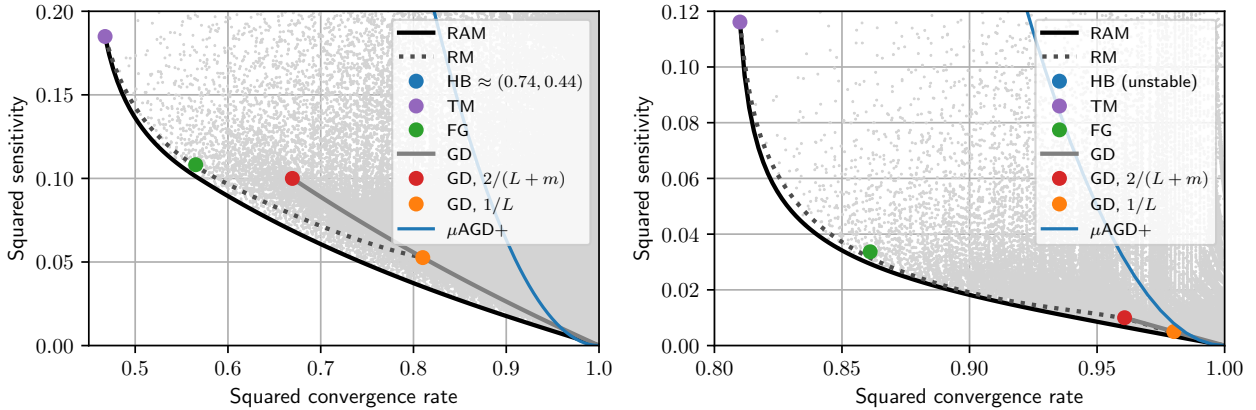 Squared sensitivity
0.20
0.15
0.10
0.05
0.00
0.5
0.6
0.7
0.8
0.9
1.0
Squared convergence rate
RAM
RM
HB ≈ (0.74, 0.44)
TM
FG
GD
GD, 2/(L + m)
GD, 1/L
μAGD+
Squared sensitivity
0.12
0.10
0.08
0.06
0.04
0.02
0.00
0.80
0.85
0.90
0.95
1.00
Squared convergence rate
RAM
RM
HB (unstable)
TM
FG
GD
GD, 2/(L + m)
GD, 1/L
μAGD+